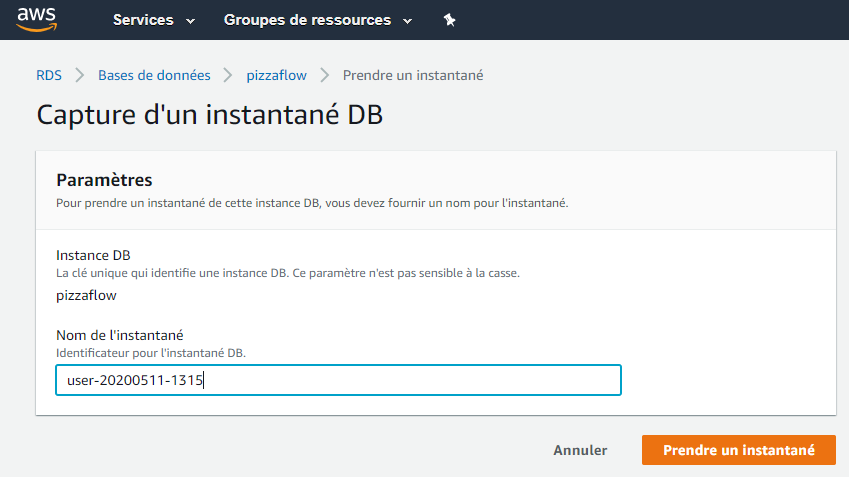 aws Services Groupes de ressources
RDS > Bases de données > pizzaflow > Prendre un instantané
Capture d'un instantané DB
Paramètres
Pour prendre un instantané de cette instance DB, vous devez fournir un nom pour l'instantané.
Instance DB
La clé unique qui identifie une instance DB. Ce paramètre n'est pas sensible à la casse.
pizzaflow
Nom de l'instantané
Identificateur pour l'instantané DB.
user-20200511-1315
Annuler Prendre un instantané